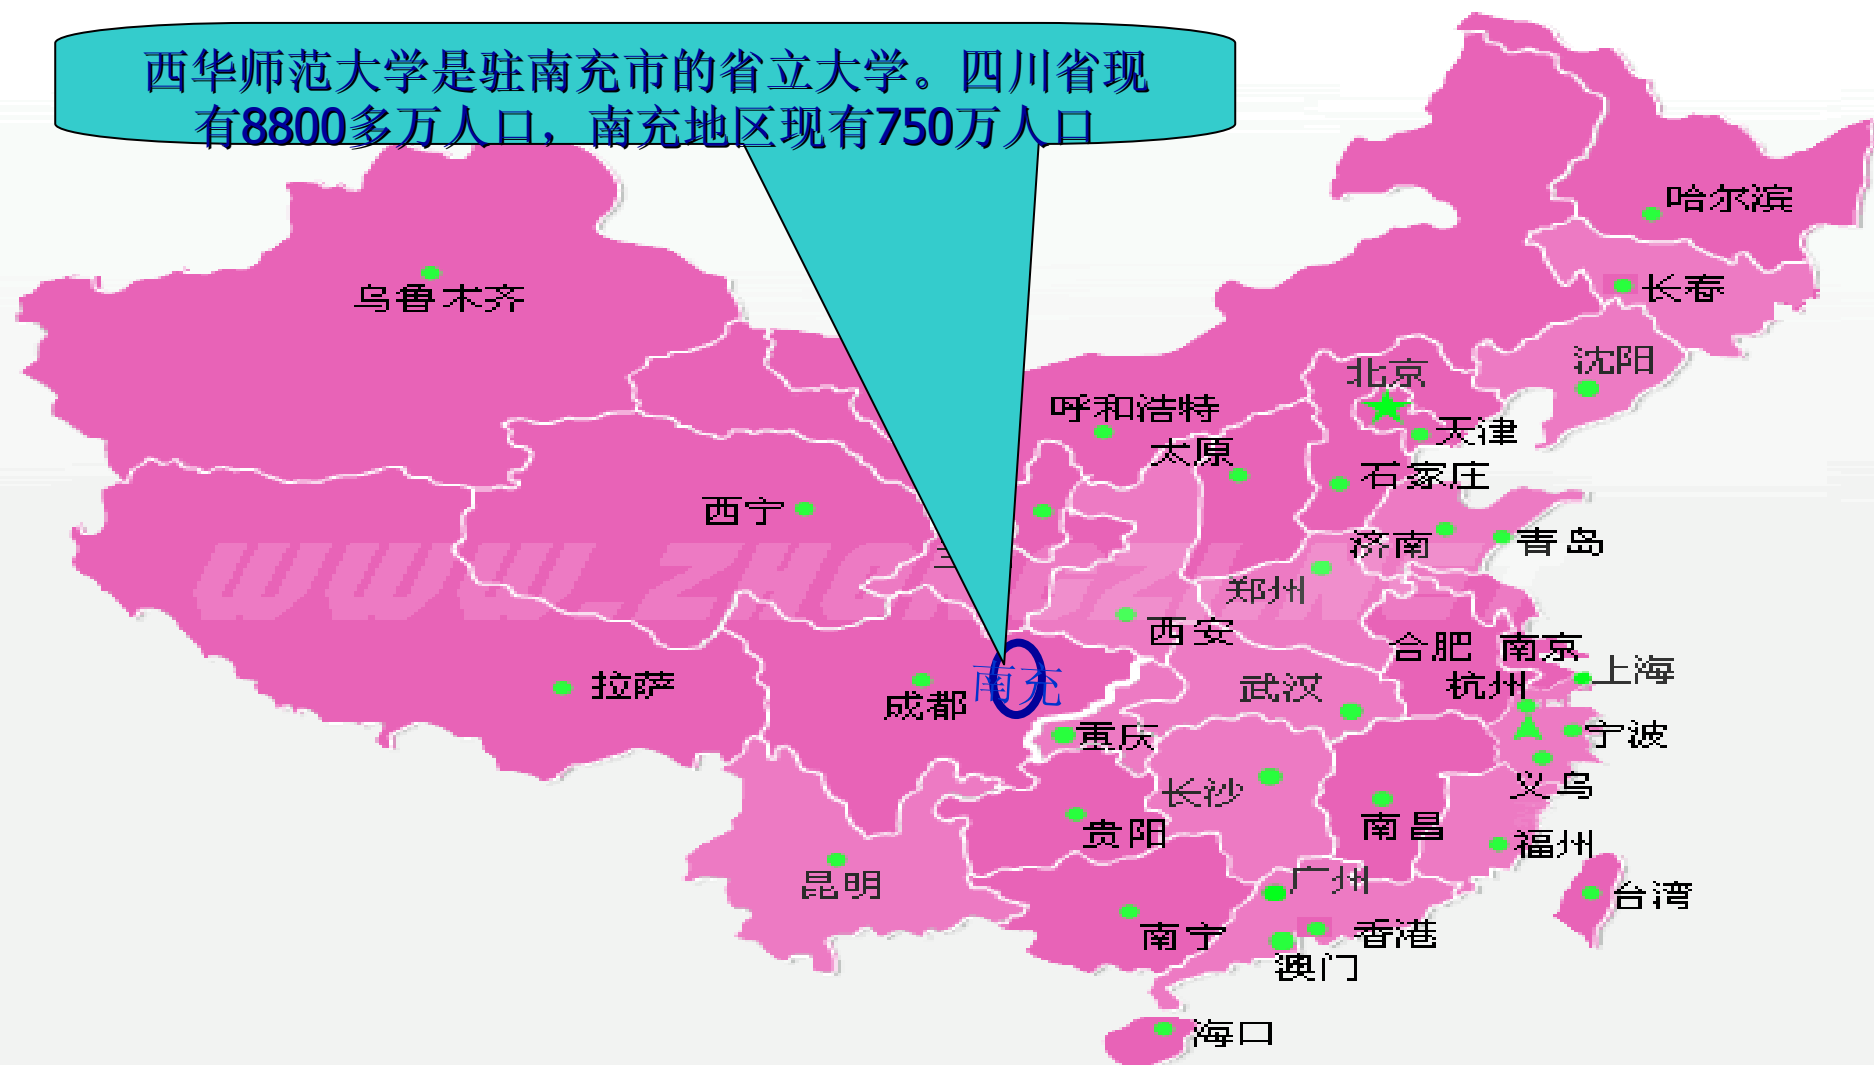 西华师范大学是驻南充市的省立大学。四川省现
有8800多万人口，南充地区现有750万人口
哈尔滨
乌鲁木齐
长春
沈阳
北京
呼和浩特
天津
太原
石家庄
西宁
济南
青岛
郑州
西安
合肥
南京
上海
拉萨
南充
杭州
武汉
成都
重庆
宁波
义乌
长沙
南昌
贵阳
福州
昆明
广州
台湾
南宁
香港
澳门
海口